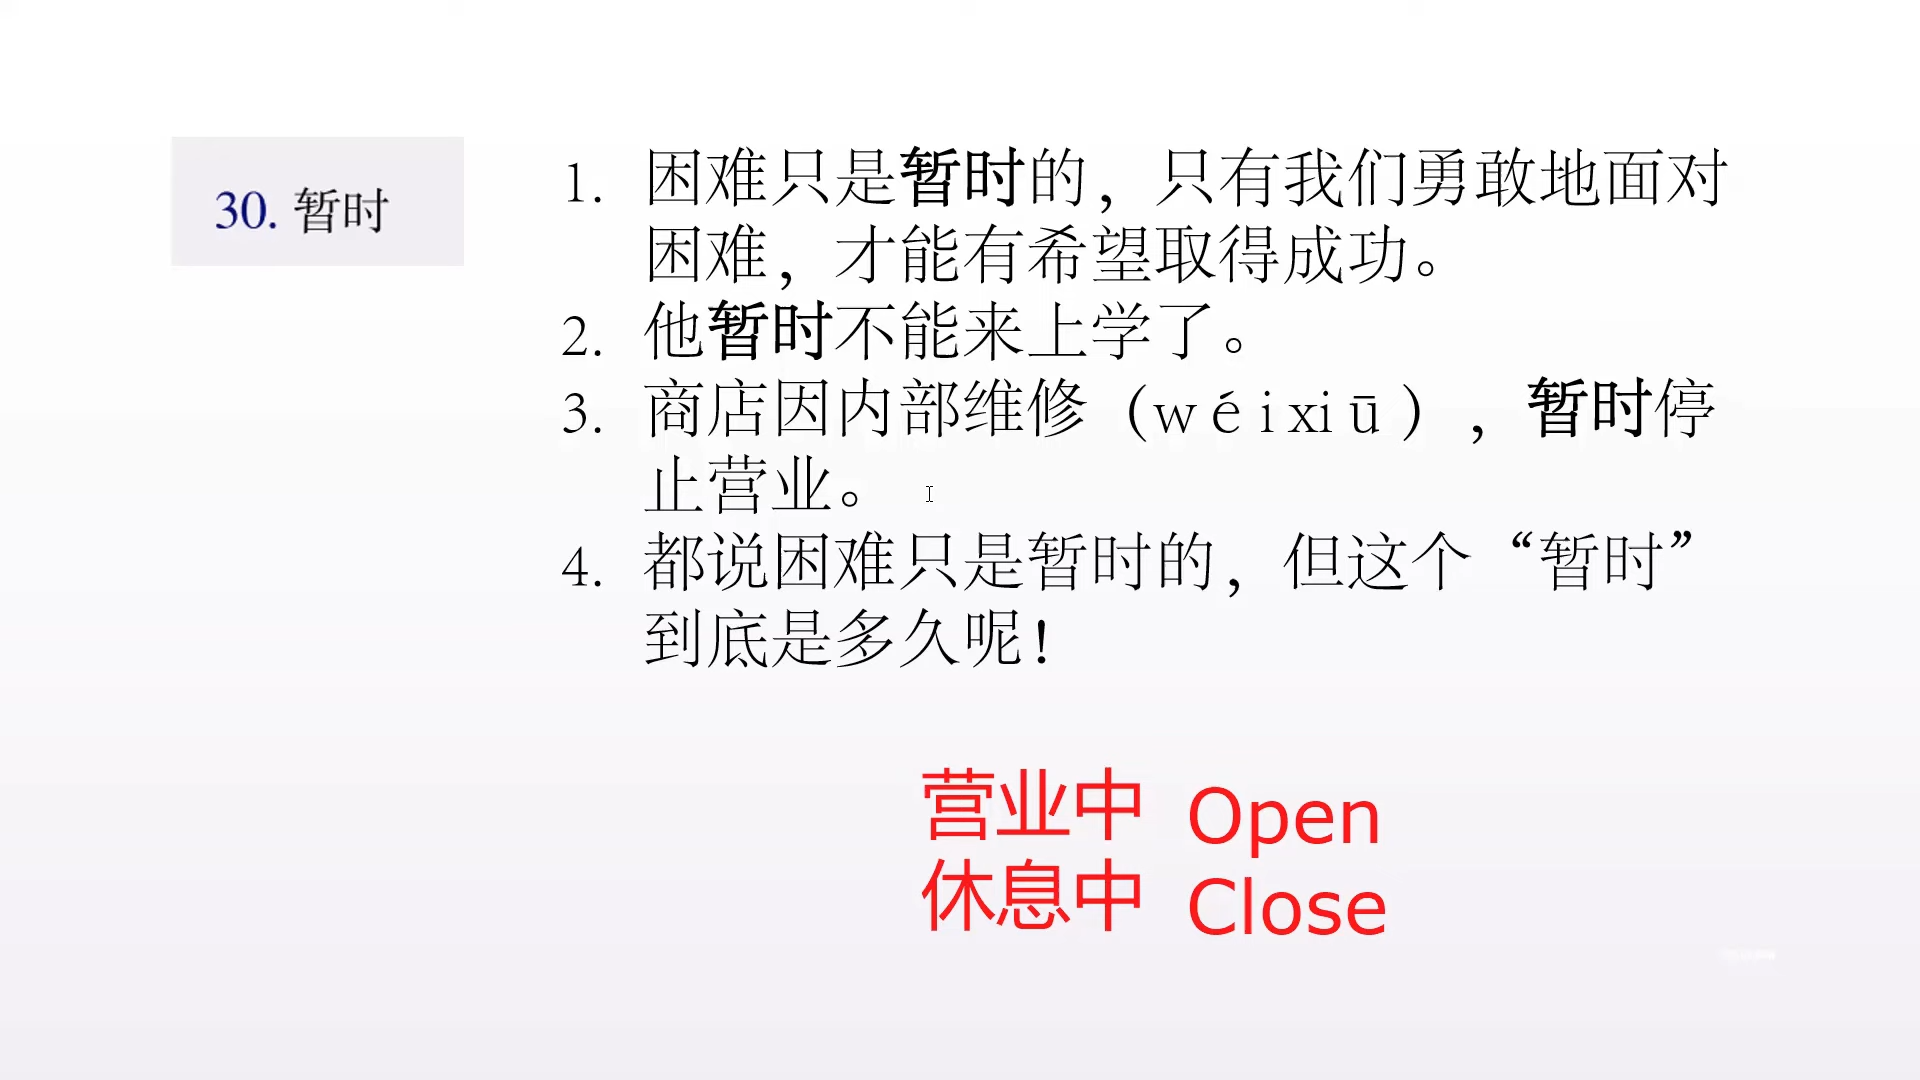 30. 暂时
1. 困难只是暂时的，只有我们勇敢地面对
困难，才能有希望取得成功。
2. 他暂时不能来上学了。
3. 商店因内部维修（wéixiū），暂时停
止营业。
4. 都说困难只是暂时的，但这个“暂时”
到底是多久呢！
营业中 Open
休息中 Close